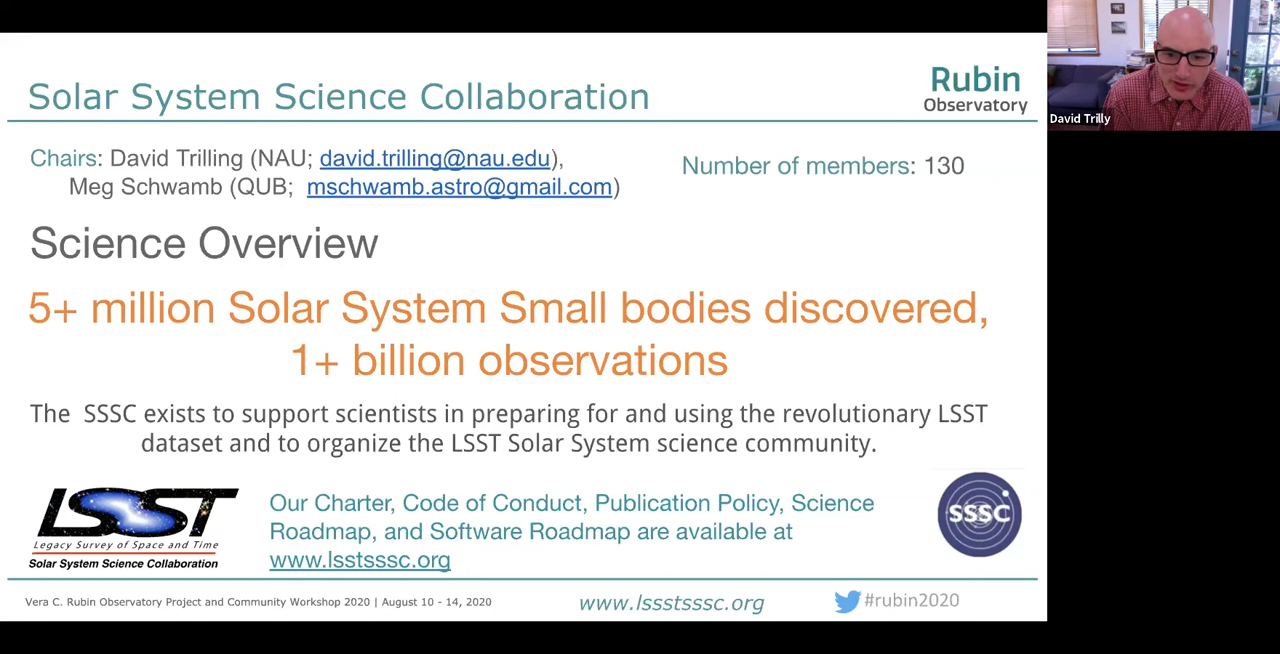 Solar System Science Collaboration
Rubin
Observatory
David Trilly
Chairs: David Trilling (NAU; david.trilling@nau.edu),
Meg Schwamb (QUB; mschwamb.astro@gmail.com)
Number of members: 130
Science Overview
5+ million Solar System Small bodies discovered,
1+ billion observations
The SSSC exists to support scientists in preparing for and using the revolutionary LSST
dataset and to organize the LSST Solar System science community.
LSST
Legacy Survey of Space and Time
Solar System Science Collaboration
Our Charter, Code of Conduct, Publication Policy, Science
Roadmap, and Software Roadmap are available at
www.lsstsssc.org
SSSC
Vera C. Rubin Observatory Project and Community Workshop 2020 | August 10 - 14, 2020
www.lssstsssc.org
#rubin2020